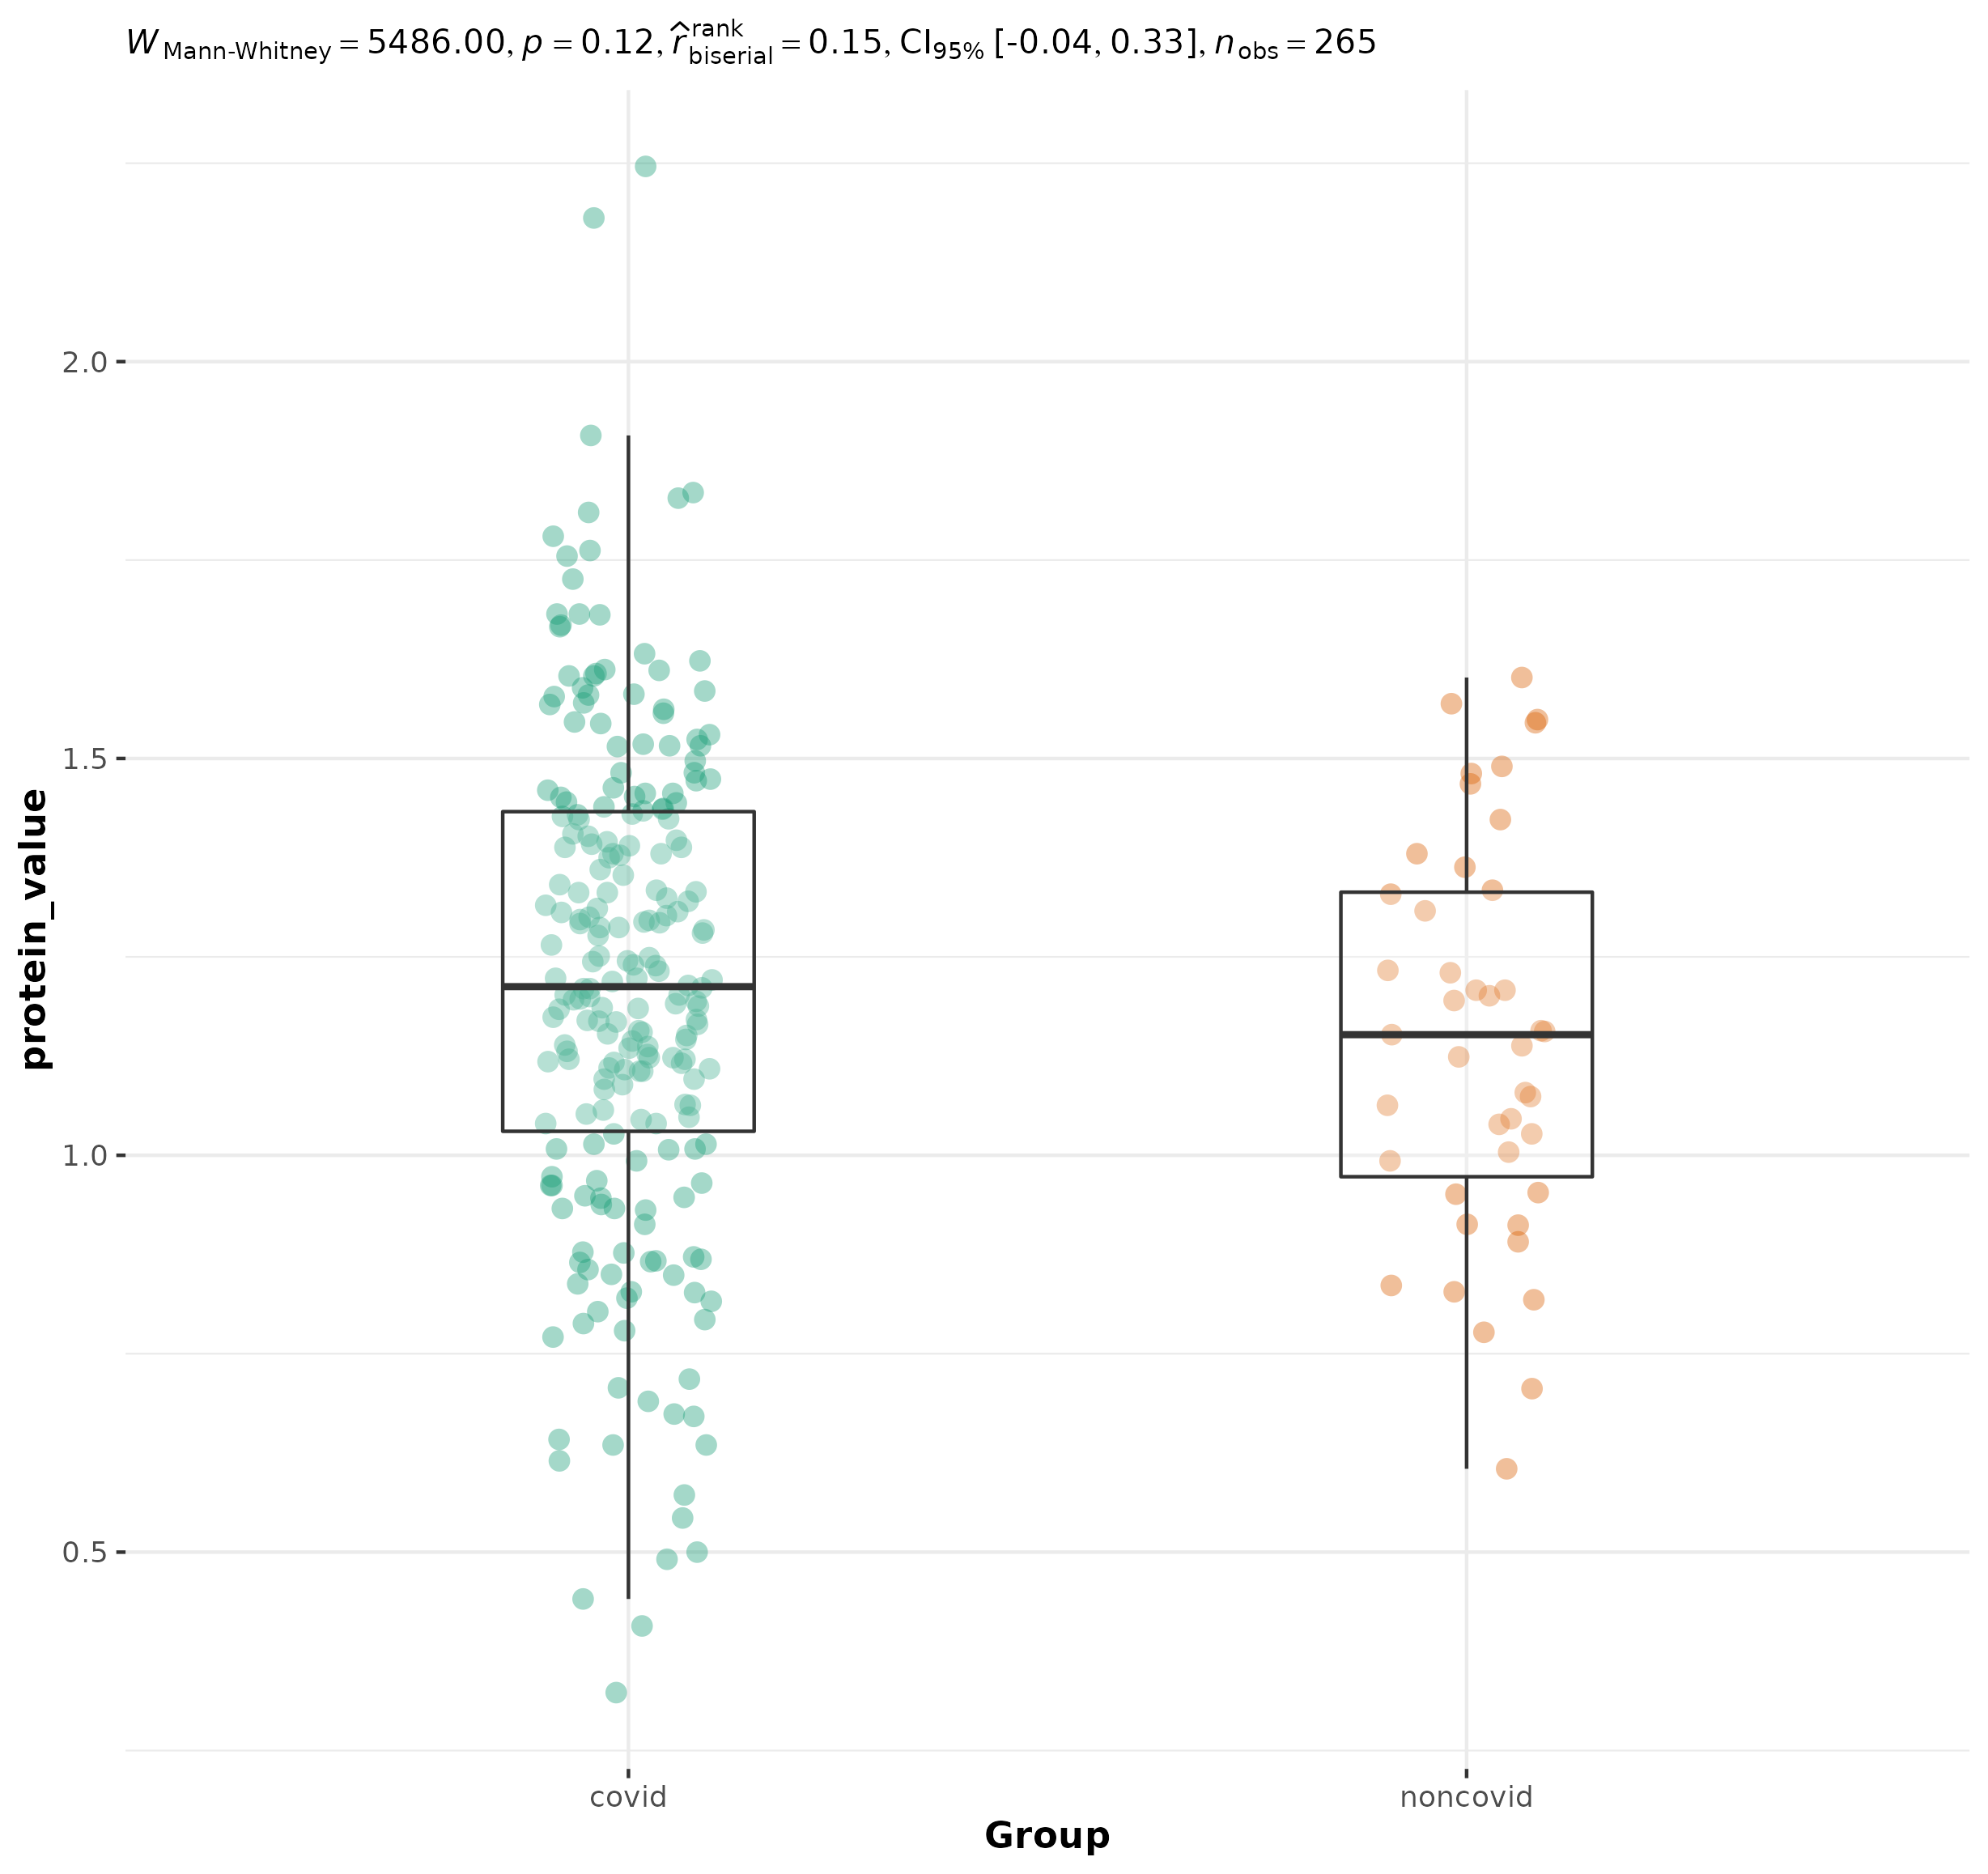 W Mann-Whitney = 5486.00, p = 0.12, r̂ rank biserial = 0.15, CI95% [-0.04, 0.33], n obs = 265
2.0
1.5
1.0
0.5
protein_value
covid noncovid
Group